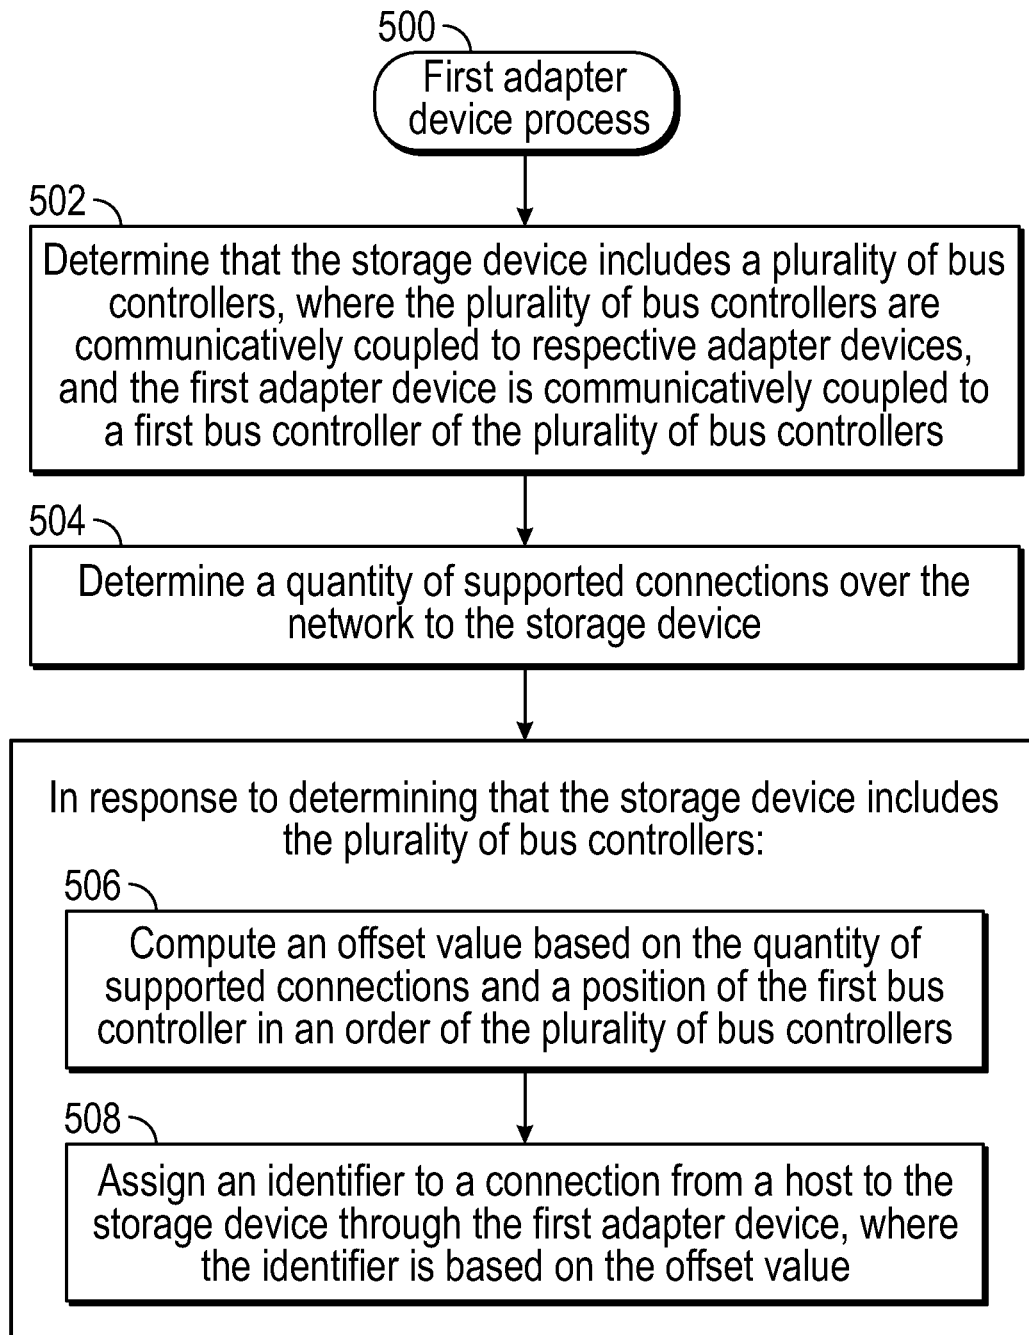 500
First adapter
device process
502
Determine that the storage device includes a plurality of bus
controllers, where the plurality of bus controllers are
communicatively coupled to respective adapter devices,
and the first adapter device is communicatively coupled to
a first bus controller of the plurality of bus controllers
504
Determine a quantity of supported connections over the
network to the storage device
In response to determining that the storage device includes
the plurality of bus controllers:
506
Compute an offset value based on the quantity of
supported connections and a position of the first bus
controller in an order of the plurality of bus controllers
508
Assign an identifier to a connection from a host to the
storage device through the first adapter device, where
the identifier is based on the offset value